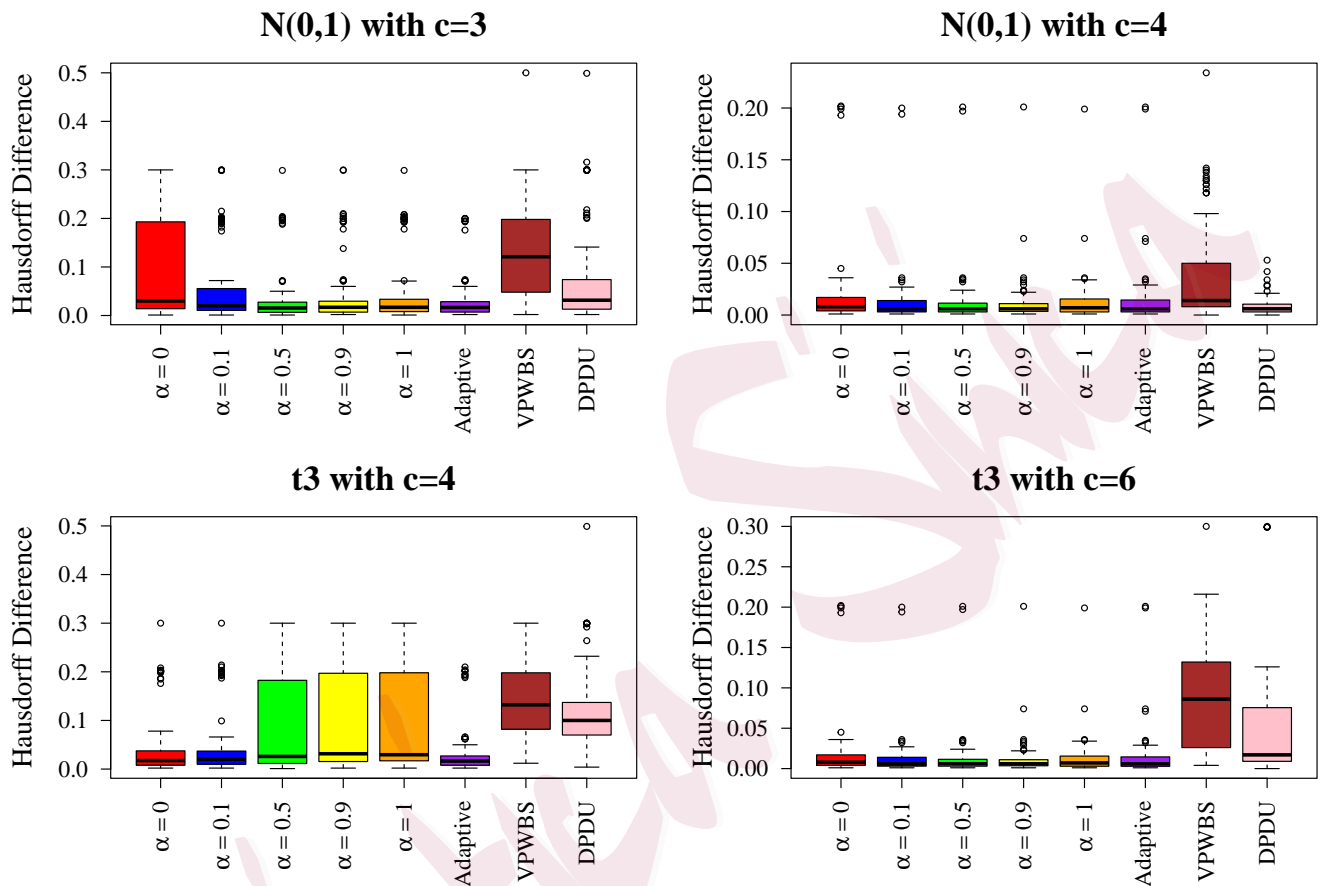 N(0,1) with c=3
Hausdorff Difference
0.5
0.4
0.3
0.2
0.1
0.0
α = 0
α = 0.1
α = 0.5
α = 0.9
α = 1
Adaptive
VPWBS
DPDU
N(0,1) with c=4
Hausdorff Difference
0.20
0.15
0.10
0.05
0.00
α = 0
α = 0.1
α = 0.5
α = 0.9
α = 1
Adaptive
VPWBS
DPDU
t3 with c=4
Hausdorff Difference
0.5
0.4
0.3
0.2
0.1
0.0
α = 0
α = 0.1
α = 0.5
α = 0.9
α = 1
Adaptive
VPWBS
DPDU
t3 with c=6
Hausdorff Difference
0.30
0.20
0.10
0.05
0.00
α = 0
α = 0.1
α = 0.5
α = 0.9
α = 1
Adaptive
VPWBS
DPDU